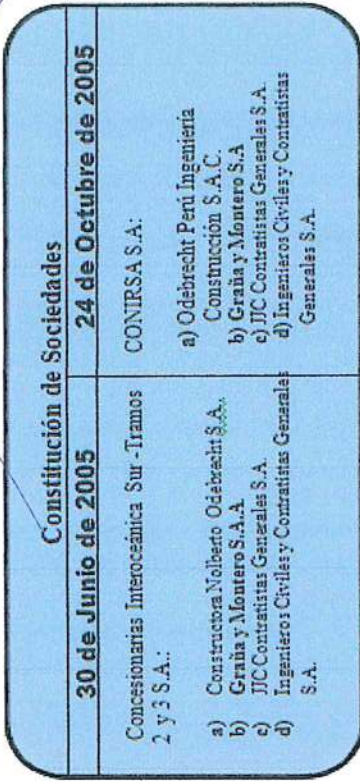 Constitución de Sociedades
30 de Junio de 2005
Concesionarias Interoceánica Sur -Tramos
2 y 3 S.A.:
a) Constructora Nolberto Odebrecht S.A.
b) Graña y Montero S.A.A
c) JJC Contratistas Generales S.A.
d) Ingenieros Civiles y Contratistas Generales
S.A.
24 de Octubre de 2005
CONIRSA S.A:
a) Odebrecht Perú Ingeniería
Construcción S.A.C.
b) Graña y Montero S.A
c) JJC Contratistas Generales S.A.
d) Ingenieros Civiles y Contratistas
Generales S.A.